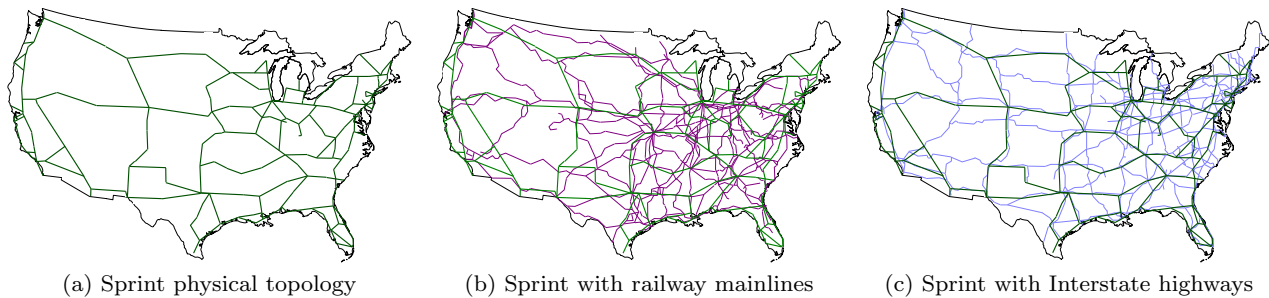 (a) Sprint physical topology
(b) Sprint with railway mainlines
(c) Sprint with Interstate highways